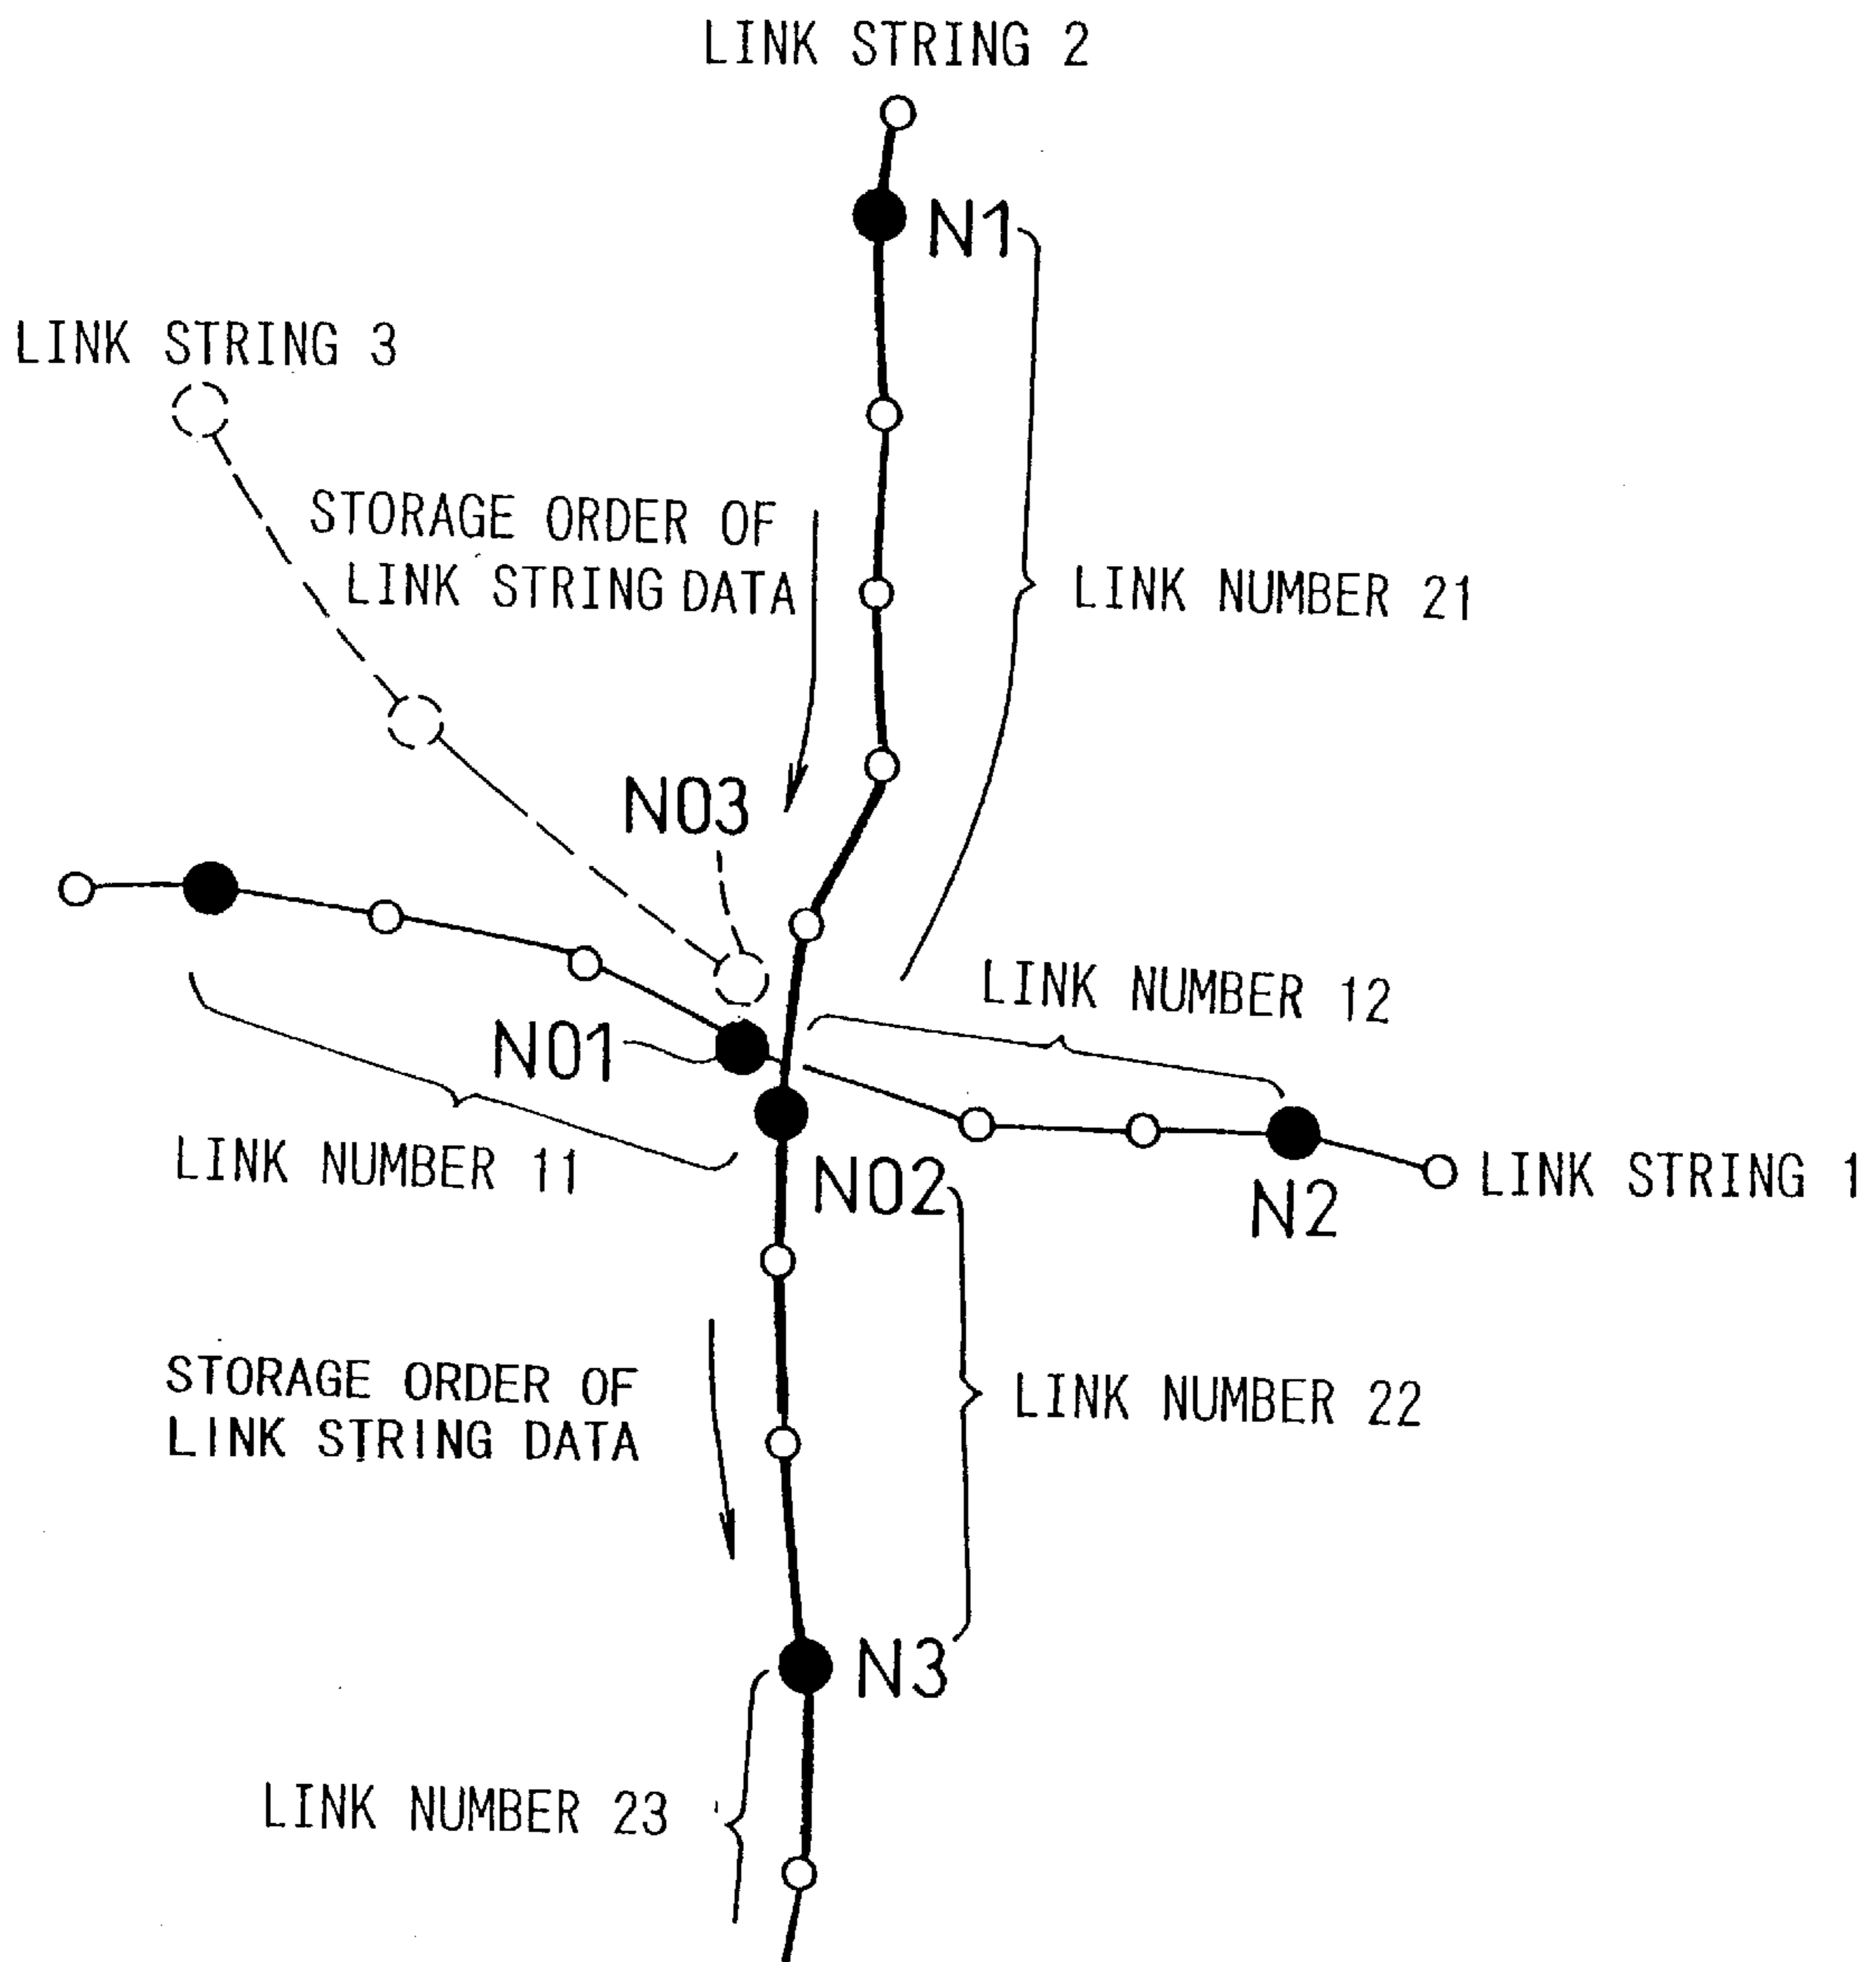 LINK STRING 2
N1
LINK STRING 3
STORAGE ORDER OF
LINK STRING DATA
LINK NUMBER 21
N03
LINK NUMBER 12
N01
LINK NUMBER 11
N02
N2
LINK STRING 1
STORAGE ORDER OF
LINK STRING DATA
LINK NUMBER 22
N3
LINK NUMBER 23